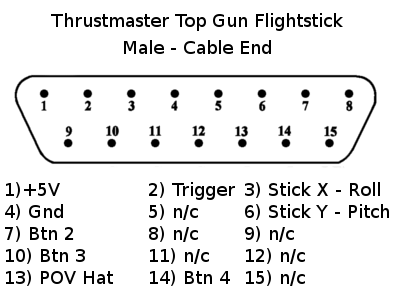 Thrustmaster Top Gun Flightstick
Male - Cable End
1 2 3 4 5 6 7 8
9 10 11 12 13 14 15
1)+5V 2) Trigger 3) Stick X - Roll
4) Gnd 5) n/c 6) Stick Y - Pitch
7) Btn 2 8) n/c 9) n/c
10) Btn 3 11) n/c 12) n/c
13) POV Hat 14) Btn 4 15) n/c